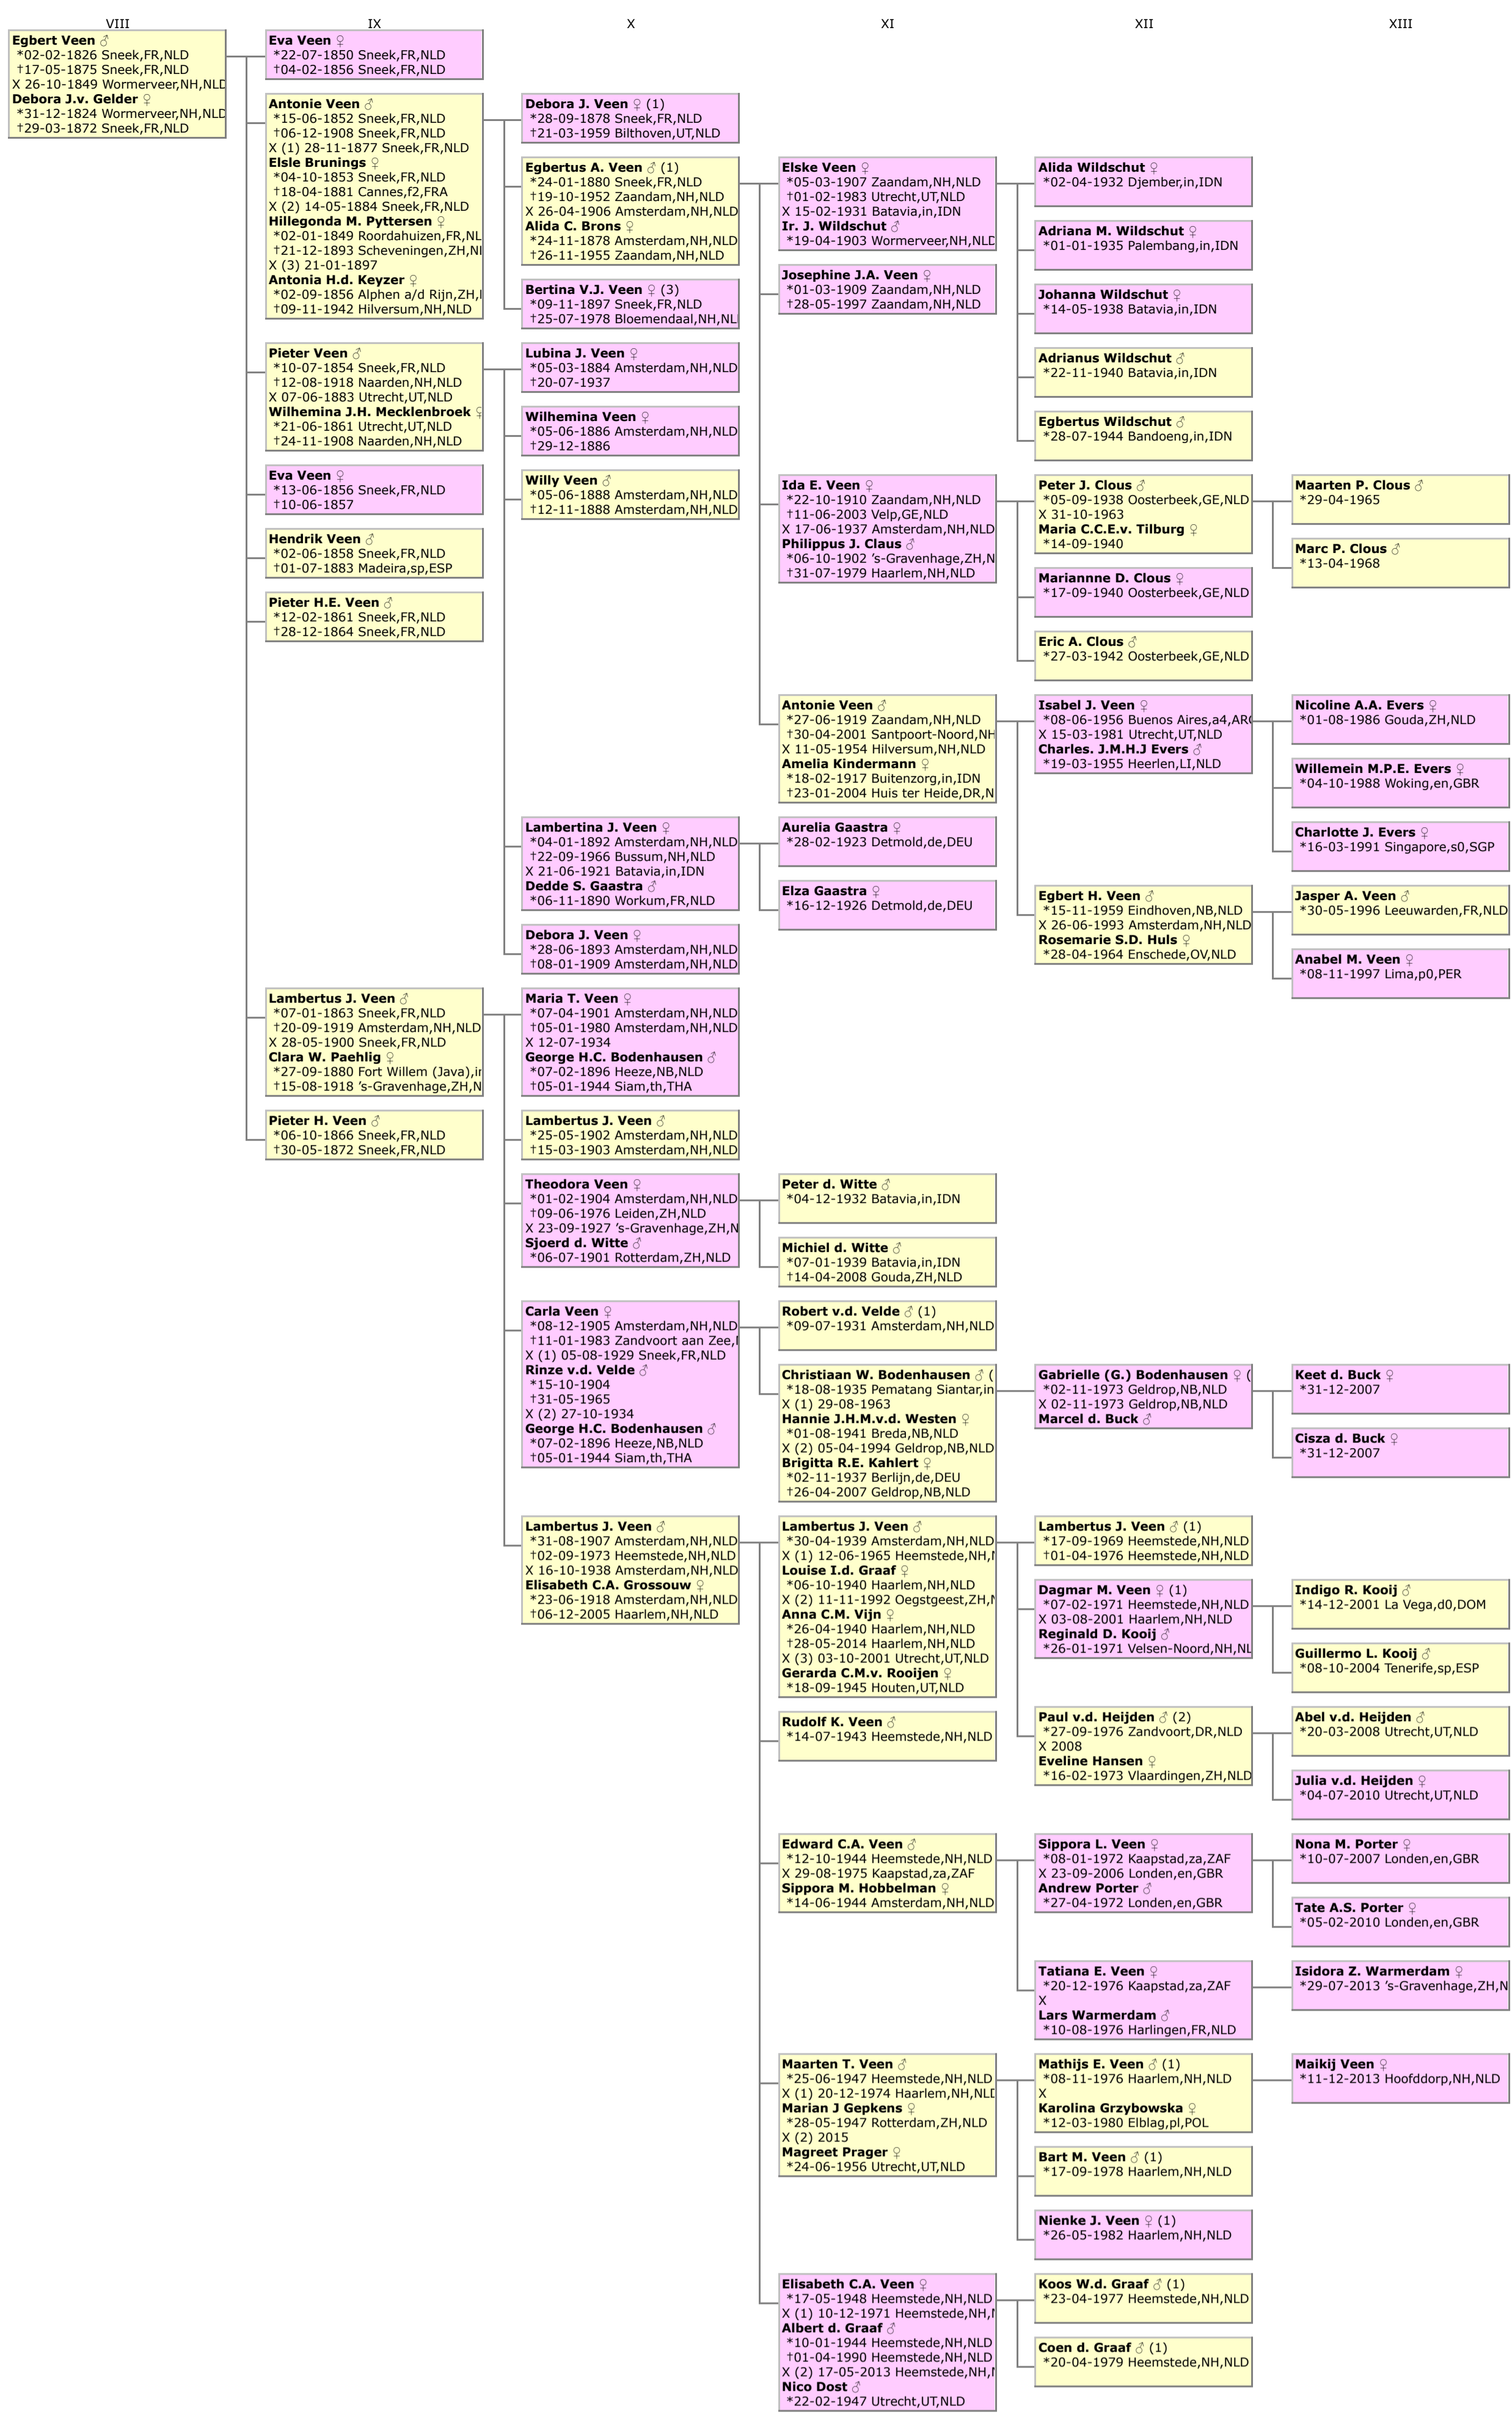 VIII
IX
X
XI
XII
XIII
Egbert Veen ♂
*02-02-1826 Sneek,FR,NLD
†17-05-1875 Sneek,FR,NLD
X 26-10-1849 Wormerveer,NH,NLD
Debora J.v. Gelder ♀
*31-12-1824 Wormerveer,NH,NLD
†29-03-1872 Sneek,FR,NLD
Eva Veen ♀
*22-07-1850 Sneek,FR,NLD
†04-02-1856 Sneek,FR,NLD
Antonie Veen ♂
*15-06-1852 Sneek,FR,NLD
†06-12-1908 Sneek,FR,NLD
X (1) 28-11-1877 Sneek,FR,NLD
Elsle Brunings ♀
*04-10-1853 Sneek,FR,NLD
†18-04-1881 Cannes,f2,FRA
X (2) 14-05-1884 Sneek,FR,NLD
Hillegonda M. Pyttersen ♀
*02-01-1849 Roordahuizen,FR,NL
†21-12-1893 Scheveningen,ZH,NL
X (3) 21-01-1897
Antonia H.d. Keyzer ♀
*02-09-1856 Alphen a/d Rijn,ZH,
†09-11-1942 Hilversum,NH,NLD
Pieter Veen ♂
*10-07-1854 Sneek,FR,NLD
†12-08-1918 Naarden,NH,NLD
X 07-06-1883 Utrecht,UT,NLD
Wilhemina J.H. Mecklenbroek ♀
*21-06-1861 Utrecht,UT,NLD
†24-11-1908 Naarden,NH,NLD
Eva Veen ♀
*13-06-1856 Sneek,FR,NLD
†10-06-1857
Hendrik Veen ♂
*02-06-1858 Sneek,FR,NLD
†01-07-1883 Madeira,sp,ESP
Pieter H.E. Veen ♂
*12-02-1861 Sneek,FR,NLD
†28-12-1864 Sneek,FR,NLD
Lambertus J. Veen ♂
*07-01-1863 Sneek,FR,NLD
†20-09-1919 Amsterdam,NH,NLD
X 28-05-1900 Sneek,FR,NLD
Clara W. Paehlig ♀
*27-09-1880 Fort Willem (Java),in
†15-08-1918 ’s-Gravenhage,ZH,N
Pieter H. Veen ♂
*06-10-1866 Sneek,FR,NLD
†30-05-1872 Sneek,FR,NLD
Debora J. Veen ♀ (1)
*28-09-1878 Sneek,FR,NLD
†21-03-1959 Bilthoven,UT,NLD
Egbertus A. Veen ♂ (1)
*24-01-1880 Sneek,FR,NLD
†19-10-1952 Zaandam,NH,NLD
X 26-04-1906 Amsterdam,NH,NLD
Alida C. Brons ♀
*24-11-1878 Amsterdam,NH,NLD
†26-11-1955 Zaandam,NH,NLD
Bertina V.J. Veen ♀ (3)
*09-11-1897 Sneek,FR,NLD
†25-07-1978 Bloemendaal,NH,NL
Lubina J. Veen ♀
*05-03-1884 Amsterdam,NH,NLD
†20-07-1937
Wilhemina Veen ♀
*05-06-1886 Amsterdam,NH,NLD
†29-12-1886
Willy Veen ♂
*05-06-1888 Amsterdam,NH,NLD
†12-11-1888 Amsterdam,NH,NLD
Lambertina J. Veen ♀
*04-01-1892 Amsterdam,NH,NLD
†22-09-1966 Bussum,NH,NLD
X 21-06-1921 Batavia,in,IDN
Dedde S. Gaastra ♂
*06-11-1890 Workum,FR,NLD
Debora J. Veen ♀
*28-06-1893 Amsterdam,NH,NLD
†08-01-1909 Amsterdam,NH,NLD
Maria T. Veen ♀
*07-04-1901 Amsterdam,NH,NLD
†05-01-1980 Amsterdam,NH,NLD
X 12-07-1934
George H.C. Bodenhausen ♂
*07-02-1896 Heeze,NB,NLD
†05-01-1944 Siam,th,THA
Lambertus J. Veen ♂
*25-05-1902 Amsterdam,NH,NLD
†15-03-1903 Amsterdam,NH,NLD
Theodora Veen ♀
*01-02-1904 Amsterdam,NH,NLD
†09-06-1976 Leiden,ZH,NLD
X 23-09-1927 ’s-Gravenhage,ZH,N
Sjoerd d. Witte ♂
*06-07-1901 Rotterdam,ZH,NLD
Carla Veen ♀
*08-12-1905 Amsterdam,NH,NLD
†11-01-1983 Zandvoort aan Zee,
X (1) 05-08-1929 Sneek,FR,NLD
Rinze v.d. Velde ♂
*15-10-1904
†31-05-1965
X (2) 27-10-1934
George H.C. Bodenhausen ♂
*07-02-1896 Heeze,NB,NLD
†05-01-1944 Siam,th,THA
Lambertus J. Veen ♂
*31-08-1907 Amsterdam,NH,NLD
†02-09-1973 Heemstede,NH,NLD
X 16-10-1938 Amsterdam,NH,NLD
Elisabeth C.A. Grossouw ♀
*23-06-1918 Amsterdam,NH,NLD
†06-12-2005 Haarlem,NH,NLD
Elske Veen ♀
*05-03-1907 Zaandam,NH,NLD
†01-02-1983 Utrecht,UT,NLD
X 15-02-1931 Batavia,in,IDN
Ir. J. Wildschut ♂
*19-04-1903 Wormerveer,NH,NLD
Josephine J.A. Veen ♀
*01-03-1909 Zaandam,NH,NLD
†28-05-1997 Zaandam,NH,NLD
Ida E. Veen ♀
*22-10-1910 Zaandam,NH,NLD
†11-06-2003 Velp,GE,NLD
X 17-06-1937 Amsterdam,NH,NLD
Philippus J. Claus ♂
*06-10-1902 ’s-Gravenhage,ZH,N
†31-07-1979 Haarlem,NH,NLD
Antonie Veen ♂
*27-06-1919 Zaandam,NH,NLD
†30-04-2001 Santpoort-Noord,NH
X 11-05-1954 Hilversum,NH,NLD
Amelia Kindermann ♀
*18-02-1917 Buitenzorg,in,IDN
†23-01-2004 Huis ter Heide,DR,N
Aurelia Gaastra ♀
*28-02-1923 Detmold,de,DEU
Elza Gaastra ♀
*16-12-1926 Detmold,de,DEU
Peter d. Witte ♂
*04-12-1932 Batavia,in,IDN
Michiel d. Witte ♂
*07-01-1939 Batavia,in,IDN
†14-04-2008 Gouda,ZH,NLD
Robert v.d. Velde ♂ (1)
*09-07-1931 Amsterdam,NH,NLD
Christiaan W. Bodenhausen ♂ (
*18-08-1935 Pematang Siantar,in
X (1) 29-08-1963
Hannie J.H.M.v.d. Westen ♀
*01-08-1941 Breda,NB,NLD
X (2) 05-04-1994 Geldrop,NB,NLD
Brigitta R.E. Kahlert ♀
*02-11-1937 Berlijn,de,DEU
†26-04-2007 Geldrop,NB,NLD
Lambertus J. Veen ♂
*30-04-1939 Amsterdam,NH,NLD
X (1) 12-06-1965 Heemstede,NH,N
Louise I.d. Graaf ♀
*06-10-1940 Haarlem,NH,NLD
X (2) 11-11-1992 Oegstgeest,ZH,N
Anna C.M. Vijn ♀
*26-04-1940 Haarlem,NH,NLD
†28-05-2014 Haarlem,NH,NLD
X (3) 03-10-2001 Utrecht,UT,NLD
Gerarda C.M.v. Rooijen ♀
*18-09-1945 Houten,UT,NLD
Rudolf K. Veen ♂
*14-07-1943 Heemstede,NH,NLD
Edward C.A. Veen ♂
*12-10-1944 Heemstede,NH,NLD
X 29-08-1975 Kaapstad,za,ZAF
Sippora M. Hobbelman ♀
*14-06-1944 Amsterdam,NH,NLD
Maarten T. Veen ♂
*25-06-1947 Heemstede,NH,NLD
X (1) 20-12-1974 Haarlem,NH,NLD
Marian J Gepkens ♀
*28-05-1947 Rotterdam,ZH,NLD
X (2) 2015
Magreet Prager ♀
*24-06-1956 Utrecht,UT,NLD
Elisabeth C.A. Veen ♀
*17-05-1948 Heemstede,NH,NLD
X (1) 10-12-1971 Heemstede,NH,N
Albert d. Graaf ♂
*10-01-1944 Heemstede,NH,NLD
†01-04-1990 Heemstede,NH,NLD
X (2) 17-05-2013 Heemstede,NH,N
Nico Dost ♂
*22-02-1947 Utrecht,UT,NLD
Alida Wildschut ♀
*02-04-1932 Djember,in,IDN
Adriana M. Wildschut ♀
*01-01-1935 Palembang,in,IDN
Johanna Wildschut ♀
*14-05-1938 Batavia,in,IDN
Adrianus Wildschut ♂
*22-11-1940 Batavia,in,IDN
Egbertus Wildschut ♂
*28-07-1944 Bandoeng,in,IDN
Peter J. Clous ♂
*05-09-1938 Oosterbeek,GE,NLD
X 31-10-1963
Maria C.C.E.v. Tilburg ♀
*14-09-1940
Mariannne D. Clous ♀
*17-09-1940 Oosterbeek,GE,NLD
Eric A. Clous ♂
*27-03-1942 Oosterbeek,GE,NLD
Isabel J. Veen ♀
*08-06-1956 Buenos Aires,a4,ARG
X 15-03-1981 Utrecht,UT,NLD
Charles. J.M.H.J Evers ♂
*19-03-1955 Heerlen,LI,NLD
Egbert H. Veen ♂
*15-11-1959 Eindhoven,NB,NLD
X 26-06-1993 Amsterdam,NH,NLD
Rosemarie S.D. Huls ♀
*28-04-1964 Enschede,OV,NLD
Gabrielle (G.) Bodenhausen ♀ (
*02-11-1973 Geldrop,NB,NLD
X 02-11-1973 Geldrop,NB,NLD
Marcel d. Buck ♂
Lambertus J. Veen ♂ (1)
*17-09-1969 Heemstede,NH,NLD
†01-04-1976 Heemstede,NH,NLD
Dagmar M. Veen ♀ (1)
*07-02-1971 Heemstede,NH,NLD
X 03-08-2001 Haarlem,NH,NLD
Reginald D. Kooij ♂
*26-01-1971 Velsen-Noord,NH,NL
Paul v.d. Heijden ♂ (2)
*27-09-1976 Zandvoort,DR,NLD
X 2008
Eveline Hansen ♀
*16-02-1973 Vlaardingen,ZH,NLD
Sippora L. Veen ♀
*08-01-1972 Kaapstad,za,ZAF
X 23-09-2006 Londen,en,GBR
Andrew Porter ♂
*27-04-1972 Londen,en,GBR
Tatiana E. Veen ♀
*20-12-1976 Kaapstad,za,ZAF
X
Lars Warmerdam ♂
*10-08-1976 Harlingen,FR,NLD
Mathijs E. Veen ♂ (1)
*08-11-1976 Haarlem,NH,NLD
X
Karolina Grzybowska ♀
*12-03-1980 Elblag,pl,POL
Bart M. Veen ♂ (1)
*17-09-1978 Haarlem,NH,NLD
Nienke J. Veen ♀ (1)
*26-05-1982 Haarlem,NH,NLD
Koos W.d. Graaf ♂ (1)
*23-04-1977 Heemstede,NH,NLD
Coen d. Graaf ♂ (1)
*20-04-1979 Heemstede,NH,NLD
Maarten P. Clous ♂
*29-04-1965
Marc P. Clous ♂
*13-04-1968
Nicoline A.A. Evers ♀
*01-08-1986 Gouda,ZH,NLD
Willemein M.P.E. Evers ♀
*04-10-1988 Woking,en,GBR
Charlotte J. Evers ♀
*16-03-1991 Singapore,s0,SGP
Jasper A. Veen ♂
*30-05-1996 Leeuwarden,FR,NLD
Anabel M. Veen ♀
*08-11-1997 Lima,p0,PER
Keet d. Buck ♀
*31-12-2007
Cisza d. Buck ♀
*31-12-2007
Indigo R. Kooij ♂
*14-12-2001 La Vega,d0,DOM
Guillermo L. Kooij ♂
*08-10-2004 Tenerife,sp,ESP
Abel v.d. Heijden ♂
*20-03-2008 Utrecht,UT,NLD
Julia v.d. Heijden ♀
*04-07-2010 Utrecht,UT,NLD
Nona M. Porter ♀
*10-07-2007 Londen,en,GBR
Tate A.S. Porter ♀
*05-02-2010 Londen,en,GBR
Isidora Z. Warmerdam ♀
*29-07-2013 ’s-Gravenhage,ZH,N
Maikij Veen ♀
*11-12-2013 Hoofddorp,NH,NLD